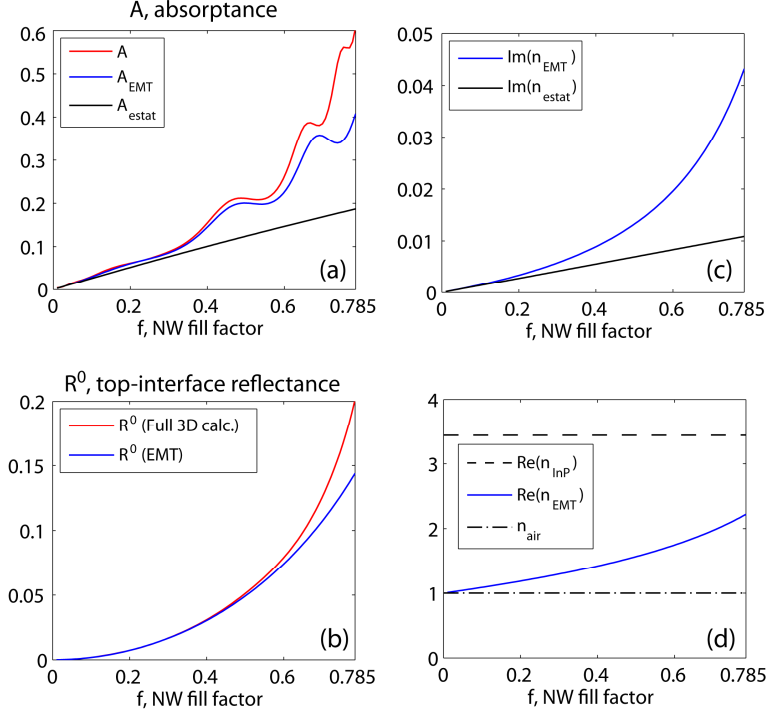 A, absorptance
0.6
0.5
0.4
0.3
0.2
0.1
0
A
A_EMT
A_estat
(a)
0
0.2
0.4
0.6
0.785
f, NW fill factor
0.05
0.04
0.03
0.02
0.01
0
Im(n_EMT)
Im(n_estat)
(c)
0
0.2
0.4
0.6
0.785
f, NW fill factor
R⁰, top-interface reflectance
0.2
0.15
0.1
0.05
0
R⁰ (Full 3D calc.)
R⁰ (EMT)
(b)
0
0.2
0.4
0.6
0.785
f, NW fill factor
4
3
2
1
0
Re(n_InP)
Re(n_EMT)
n_air
(d)
0
0.2
0.4
0.6
0.785
f, NW fill factor